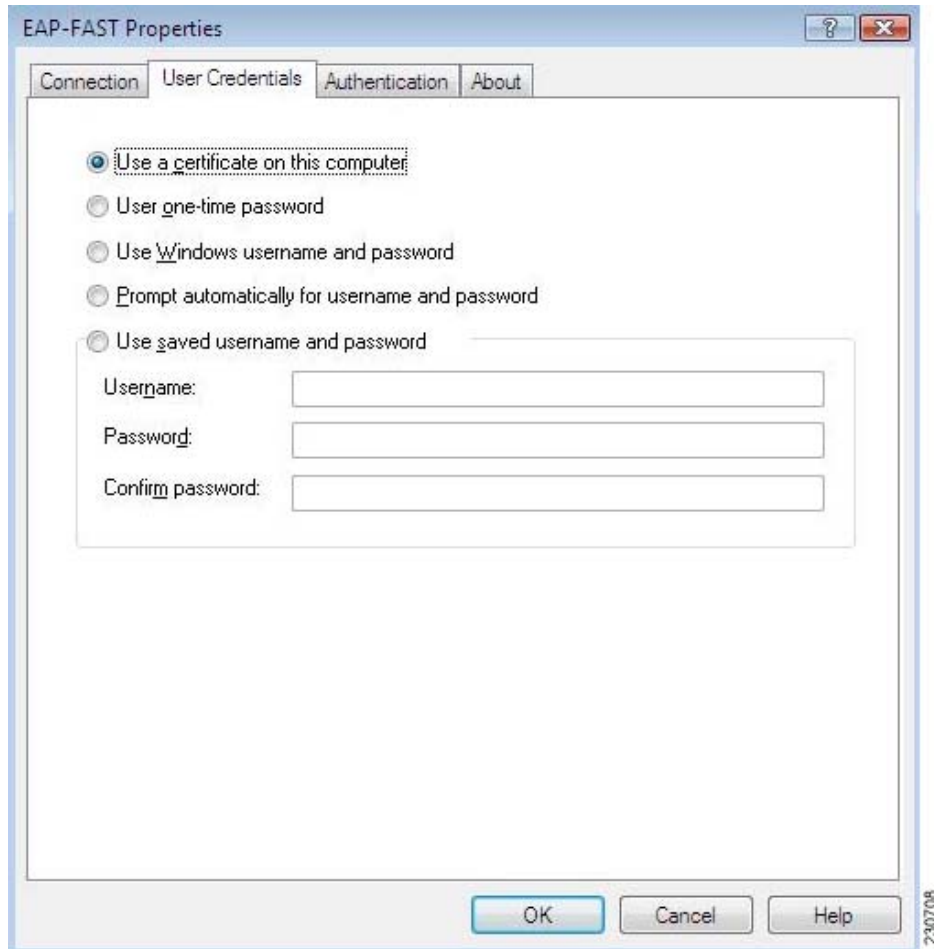 EAP-FAST Properties
Connection User Credentials Authentication About
Use a certificate on this computer
User one-time password
Use Windows username and password
Prompt automatically for username and password
Use saved username and password
Username:
Password:
Confirm password:
OK Cancel Help
230708